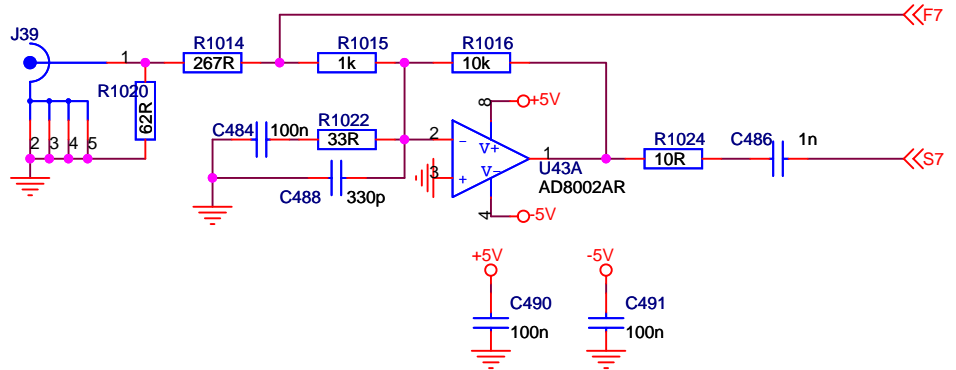 F7
J39
R1014
R1015
R1016
1
267R
1k
10k
R1020
62R
C484
100n
R1022
33R
2
8
+5V
2
3
4
5
-
V+
1
R1024
C486
1n
3
+
V-
U43A
10R
S7
C488
330p
AD8002AR
4
-5V
+5V
-5V
C490
C491
100n
100n